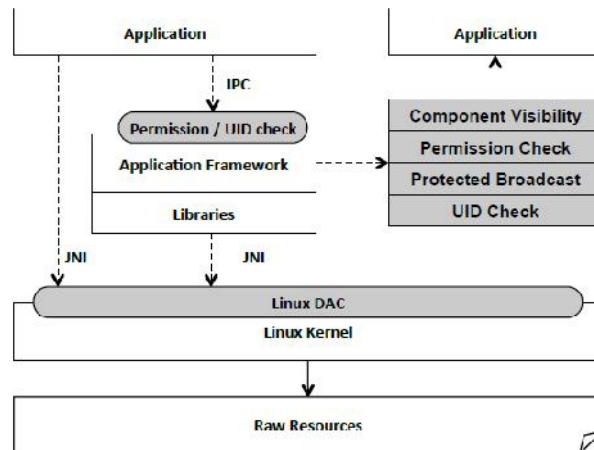 Application
Application
IPC
Permission / UID check
Component Visibility
Permission Check
Application Framework
Protected Broadcast
Libraries
UID Check
JNI
JNI
Linux DAC
Linux Kernel
Raw Resources